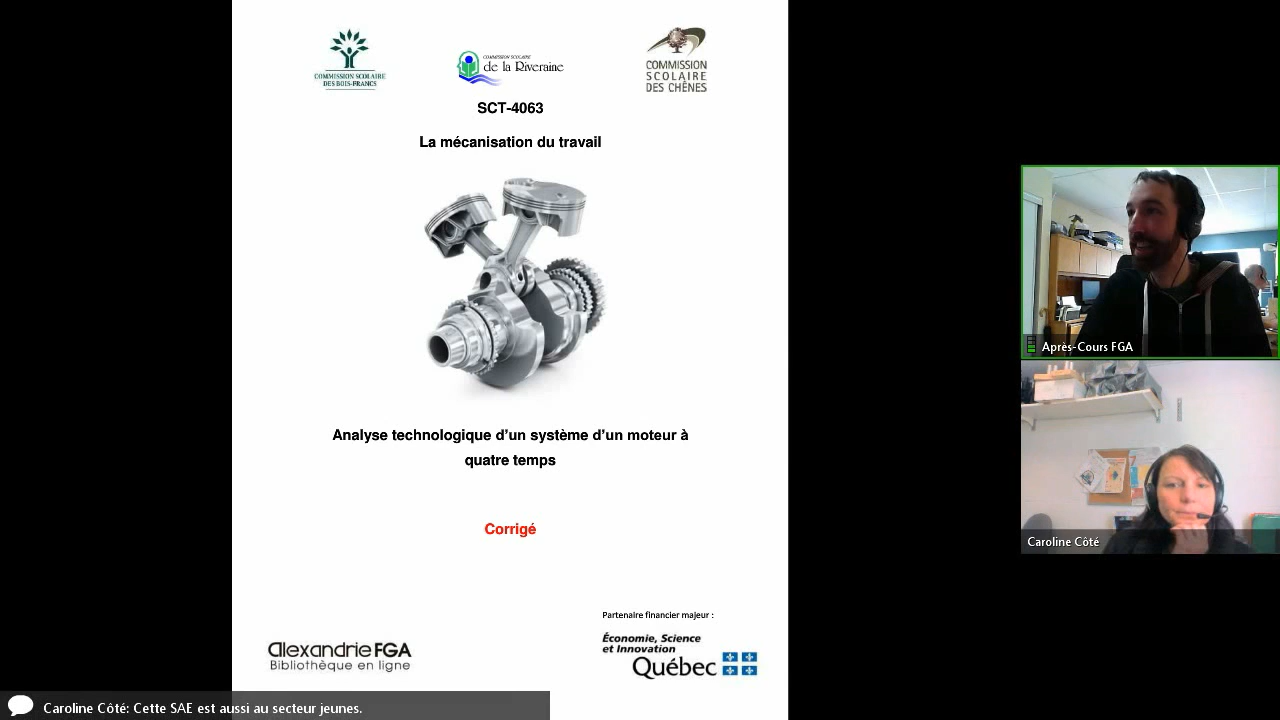 COMMISSION SCOLAIRE
DES BOIS-FRANCS
COMMISSION SCOLAIRE
de la Riveraine
COMMISSION
SCOLAIRE
DES CHÊNES
SCT-4063
La mécanisation du travail
Analyse technologique d'un système d'un moteur à
quatre temps
Corrigé
Partenaire financier majeur :
AlexandrieFGA
Bibliothèque en ligne
Économie, Science
et Innovation
Québec
Après-Cours FGA
Caroline Côté
Caroline Côté: Cette SAE est aussi au secteur jeunes.